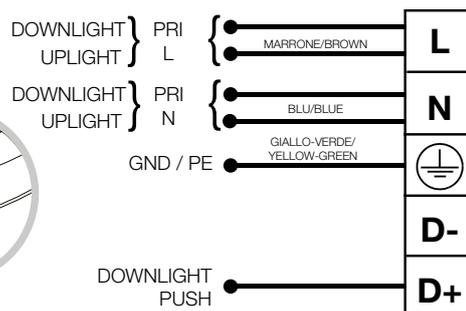 DOWNLIGHT } PRI {
UPLIGHT } L {
MARRONE/BROWN
L
DOWNLIGHT } PRI {
UPLIGHT } N {
BLU/BLUE
N
GIALLO-VERDE/
YELLOW-GREEN
GND / PE
D-
DOWNLIGHT
PUSH
D+